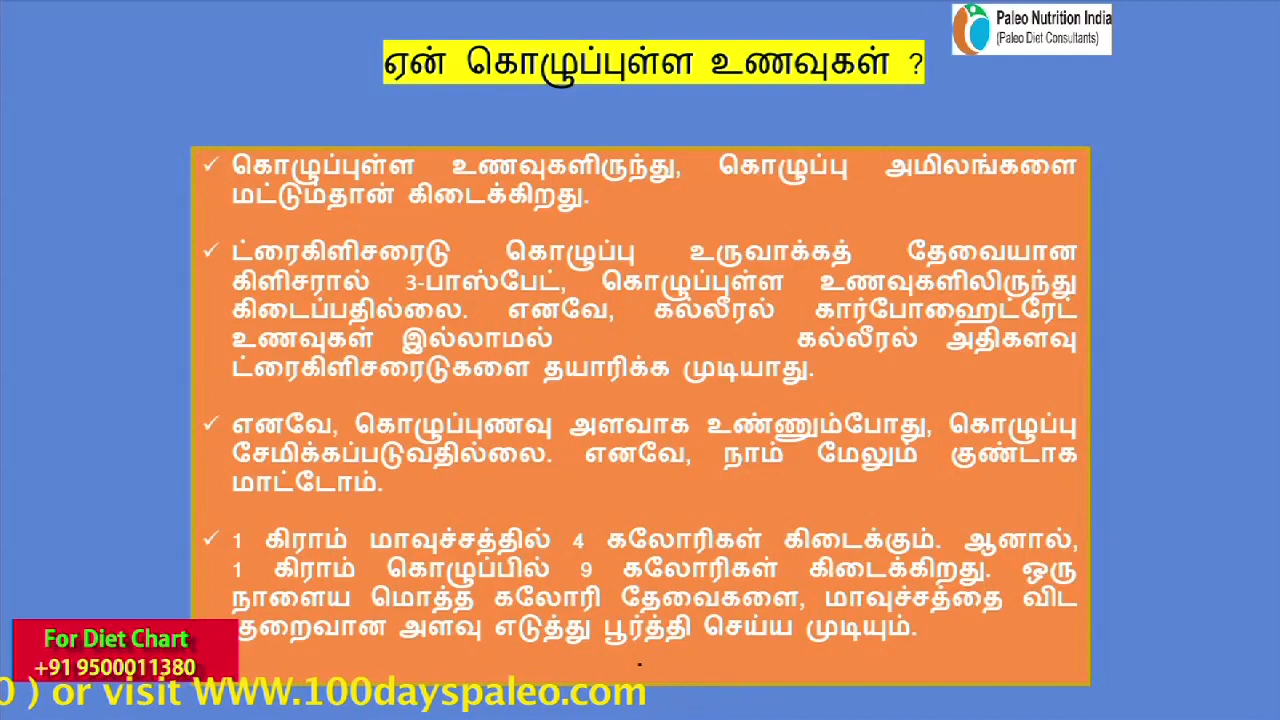 Paleo Nutrition India
(Paleo Diet Consultants)
ஏன் கொழுப்புள்ள உணவுகள் ?
✓ கொழுப்புள்ள உணவுகளிருந்து, கொழுப்பு அமிலங்களை
மட்டும்தான் கிடைக்கிறது.
✓ ட்ரைகிளிசரைடு கொழுப்பு உருவாக்கத் தேவையான
கிளிசரால் 3-பாஸ்பேட், கொழுப்புள்ள உணவுகளிலிருந்து
கிடைப்பதில்லை. எனவே, கல்லீரல் கார்போஹைட்ரேட்
உணவுகள் இல்லாமல் கல்லீரல் அதிகளவு
ட்ரைகிளிசரைடுகளை தயாரிக்க முடியாது.
✓ எனவே, கொழுப்புணவு அளவாக உண்ணும்போது, கொழுப்பு
சேமிக்கப்படுவதில்லை. எனவே, நாம் மேலும் குண்டாக
மாட்டோம்.
✓ 1 கிராம் மாவுச்சத்தில் 4 கலோரிகள் கிடைக்கும். ஆனால்,
1 கிராம் கொழுப்பில் 9 கலோரிகள் கிடைக்கிறது. ஒரு
நாளைய மொத்த கலோரி தேவைகளை, மாவுச்சத்தை விட
குறைவான அளவு எடுத்து பூர்த்தி செய்ய முடியும்.
.
For Diet Chart
+91 9500011380
0 ) or visit WWW.100dayspaleo.com